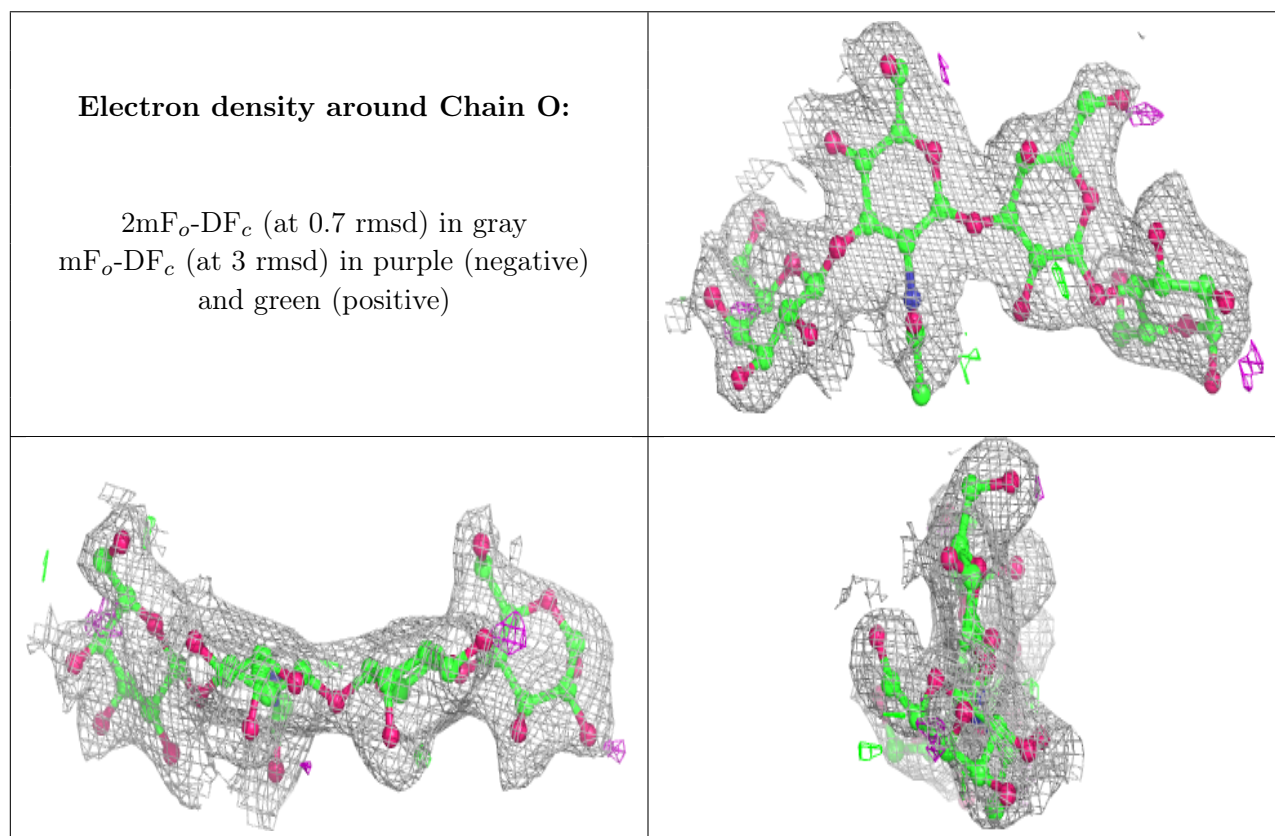 Electron density around Chain O:
2mFₒ-DF𝒸 (at 0.7 rmsd) in gray
mFₒ-DF𝒸 (at 3 rmsd) in purple (negative)
and green (positive)